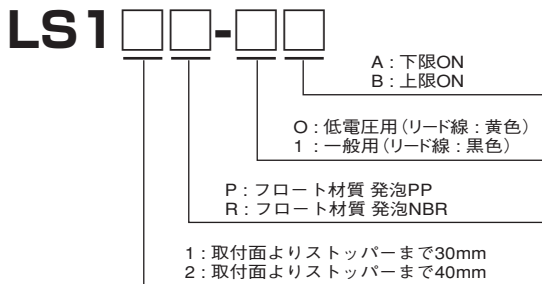 LS1□□-□□
A：下限ON
B：上限ON
O：低電圧用（リード線：黄色）
1：一般用（リード線：黒色）
P：フロート材質 発泡PP
R：フロート材質 発泡NBR
1：取付面よりストッパーまで30mm
2：取付面よりストッパーまで40mm